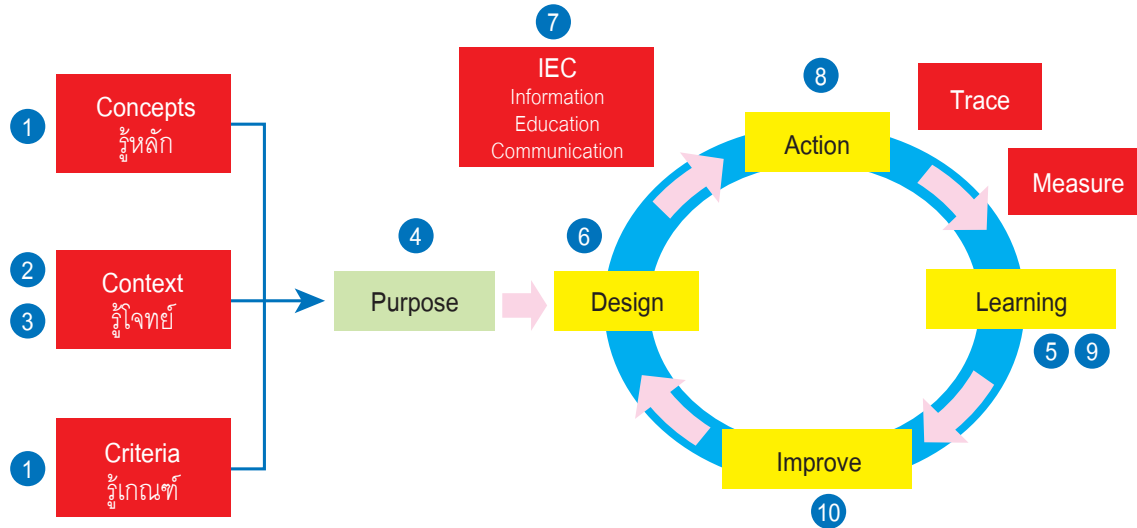 1
Concepts
รู้หลัก
2
3
Context
รู้โจทย์
1
Criteria
รู้เกณฑ์
4
Purpose
6
Design
7
IEC
Information
Education
Communication
8
Action
Trace
Measure
Learning
5 9
Improve
10